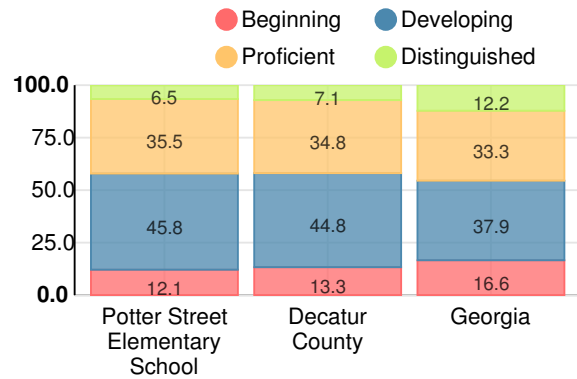 Beginning
Developing
Proficient
Distinguished
100.0
75.0
50.0
25.0
0.0
6.5
35.5
45.8
12.1
7.1
34.8
44.8
13.3
12.2
33.3
37.9
16.6
Potter Street
Elementary
School
Decatur
County
Georgia